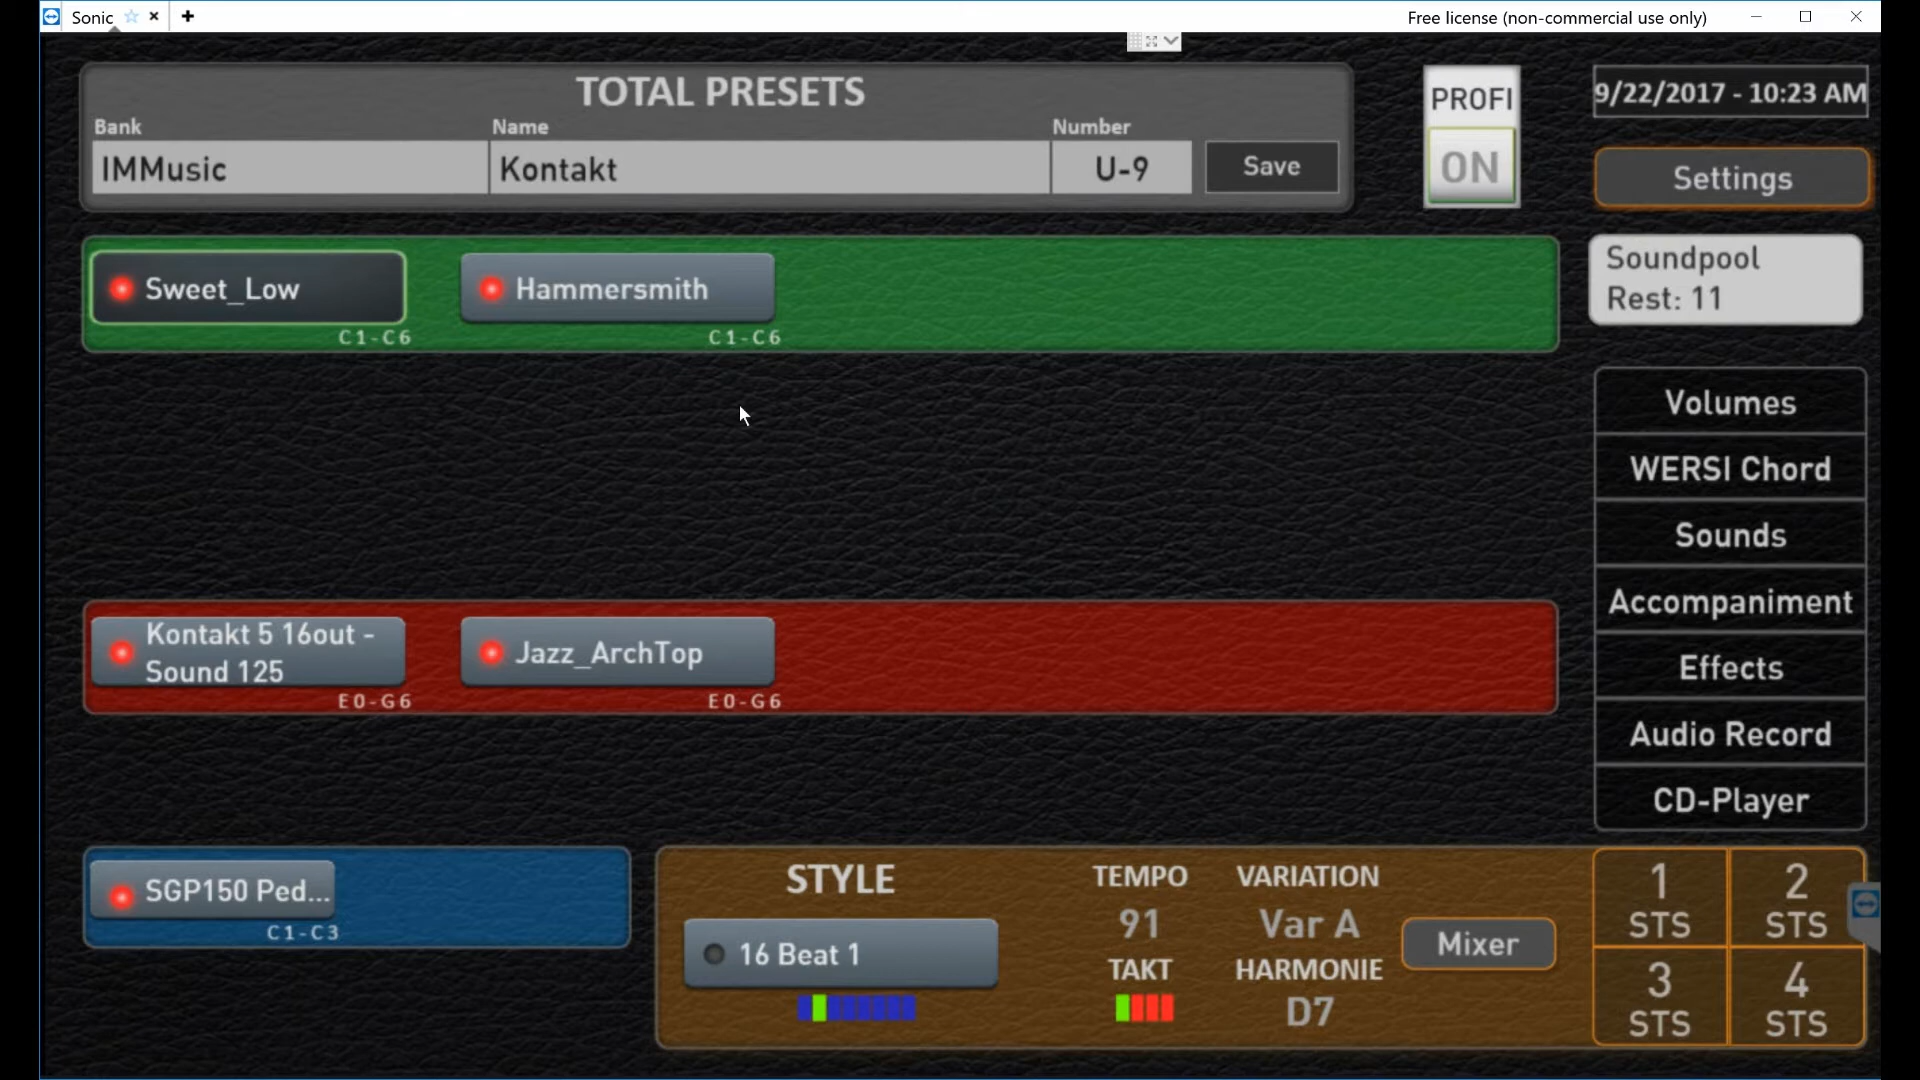 Sonic
Free license (non-commercial use only)
TOTAL PRESETS
Bank
Name
Number
IMMusic
Kontakt
U-9
Save
PROFI
ON
9/22/2017 - 10:23 AM
Settings
Sweet_Low
C1-C6
Hammersmith
C1-C6
Soundpool
Rest: 11
Volumes
WERSI Chord
Sounds
Accompaniment
Effects
Audio Record
CD-Player
Kontakt 5 16out -
Sound 125
E0-G6
Jazz_ArchTop
E0-G6
SGP150 Ped...
C1-C3
STYLE
16 Beat 1
TEMPO
91
TAKT
VARIATION
Var A
HARMONIE
D7
Mixer
1
STS
2
STS
3
STS
4
STS